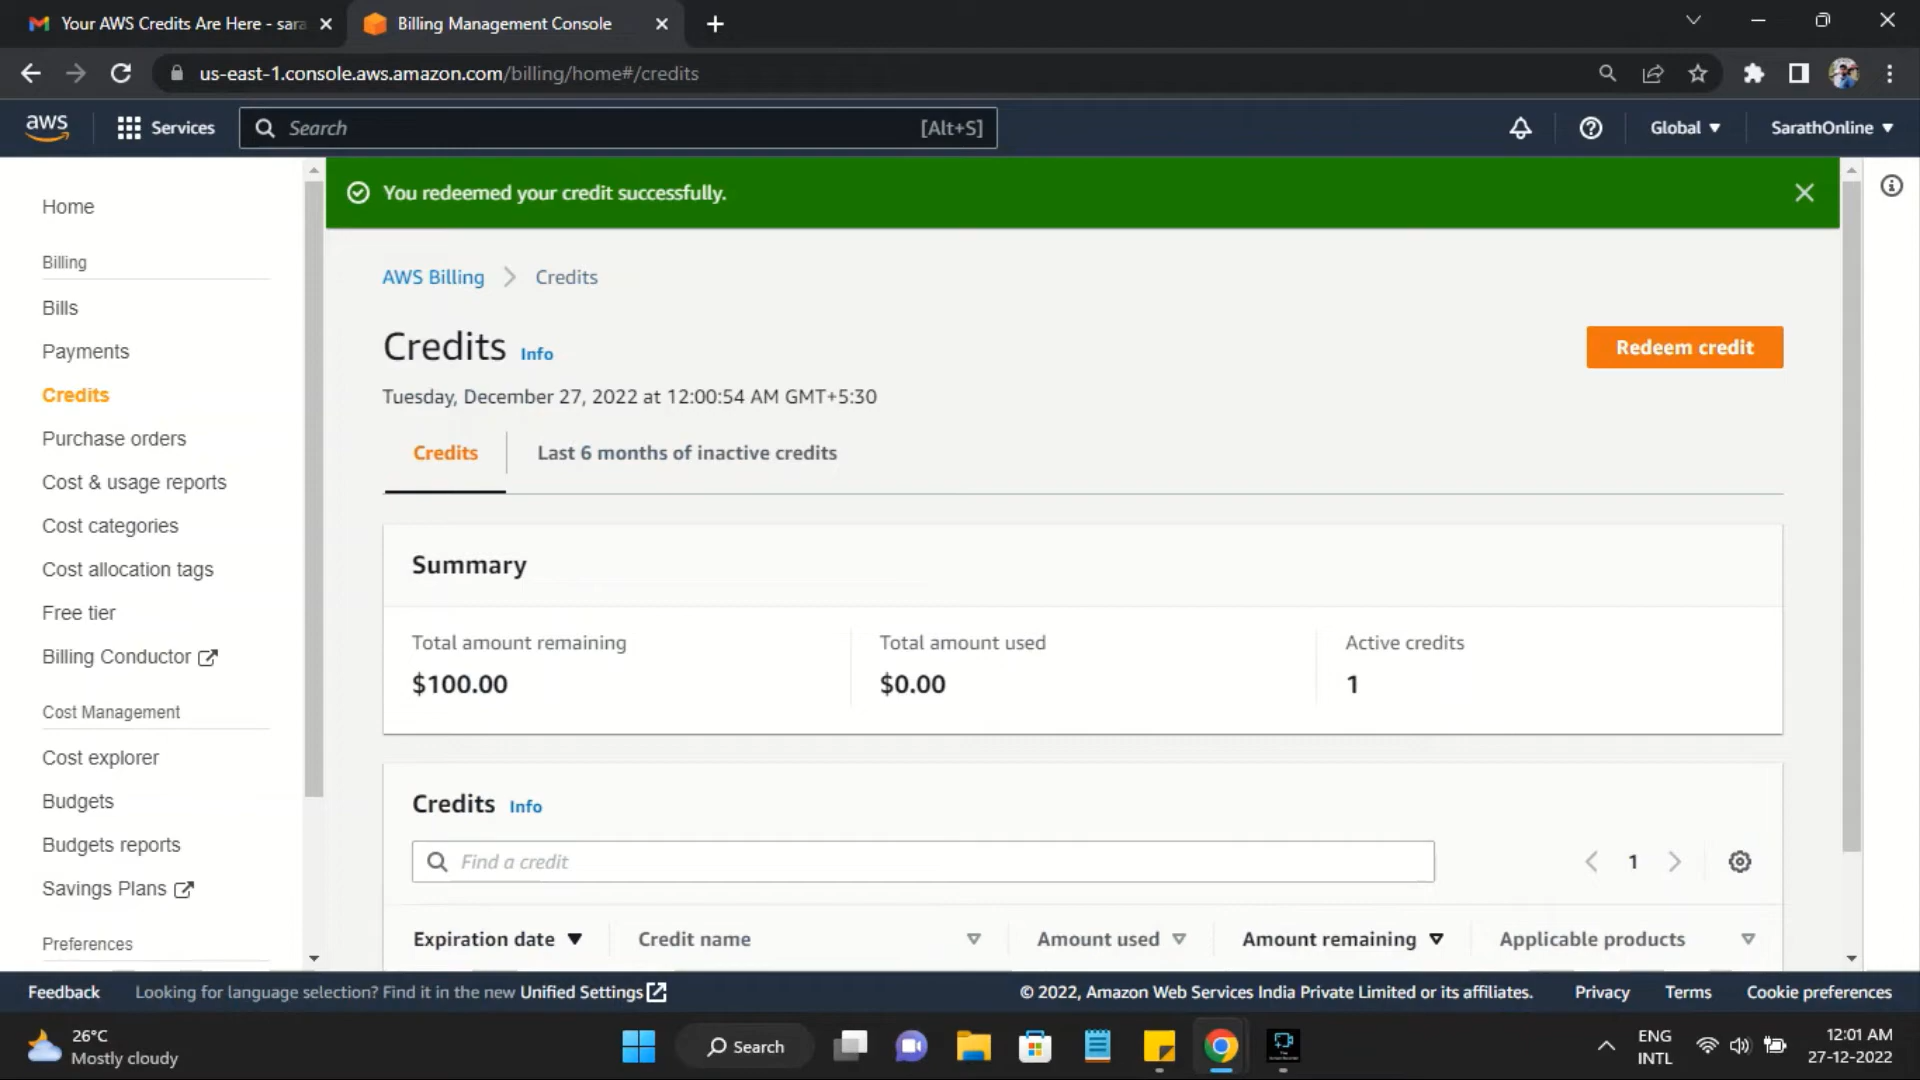 Your AWS Credits Are Here - sara
Billing Management Console
us-east-1.console.aws.amazon.com/billing/home#/credits
aws
Services
Search
[Alt+S]
Global
SarathOnline
Home
Billing
Bills
Payments
Credits
Purchase orders
Cost & usage reports
Cost categories
Cost allocation tags
Free tier
Billing Conductor
Cost Management
Cost explorer
Budgets
Budgets reports
Savings Plans
Preferences
You redeemed your credit successfully.
AWS Billing
Credits
Credits Info
Redeem credit
Tuesday, December 27, 2022 at 12:00:54 AM GMT+5:30
Credits
Last 6 months of inactive credits
Summary
Total amount remaining
$100.00
Total amount used
$0.00
Active credits
1
Credits Info
Find a credit
1
Expiration date
Credit name
Amount used
Amount remaining
Applicable products
Feedback
Looking for language selection? Find it in the new Unified Settings
© 2022, Amazon Web Services India Private Limited or its affiliates.
Privacy
Terms
Cookie preferences
26°C
Mostly cloudy
Search
ENG
INTL
12:01 AM
27-12-2022